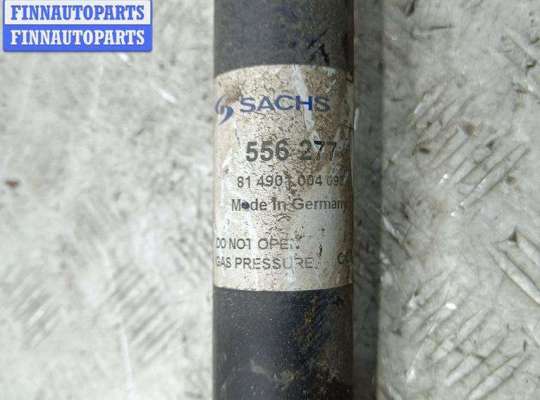 FINNAUTOPARTS
FINNAUTOPARTS
SACHS
556 277
81 4901 004 09
Made in German
DO NOT OPEN
GAS PRESSURE